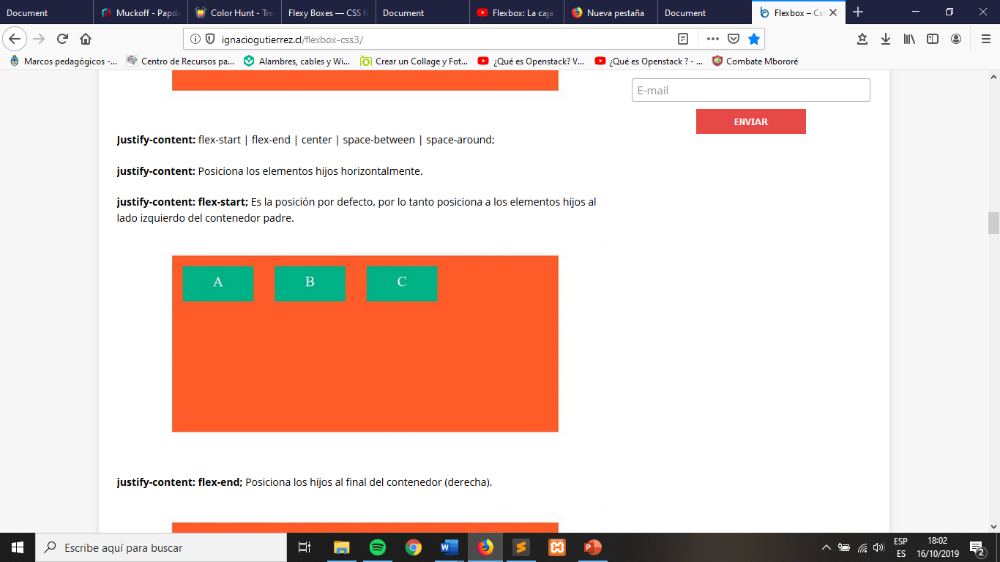 Document
Muckoff - Papda
Color Hunt - Tre
Flexy Boxes — CSS fl
Document
Flexbox: La caja
Nueva pestaña
Document
Flexbox – Cs
ignaciogutierrez.cl/flexbox-css3/
Marcos pedagógicos -...
Centro de Recursos pa...
Alambres, cables y Wi...
Crear un Collage y Fot...
¿Qué es Openstack? V...
¿Qué es Openstack ? - ...
Combate Mbororé
E-mail
ENVIAR
Justify-content: flex-start | flex-end | center | space-between | space-around;
justify-content: Posiciona los elementos hijos horizontalmente.
justify-content: flex-start; Es la posición por defecto, por lo tanto posiciona a los elementos hijos al
lado izquierdo del contenedor padre.
A B C
justify-content: flex-end; Posiciona los hijos al final del contenedor (derecha).
Escribe aquí para buscar
ESP
ES
18:02
16/10/2019
2